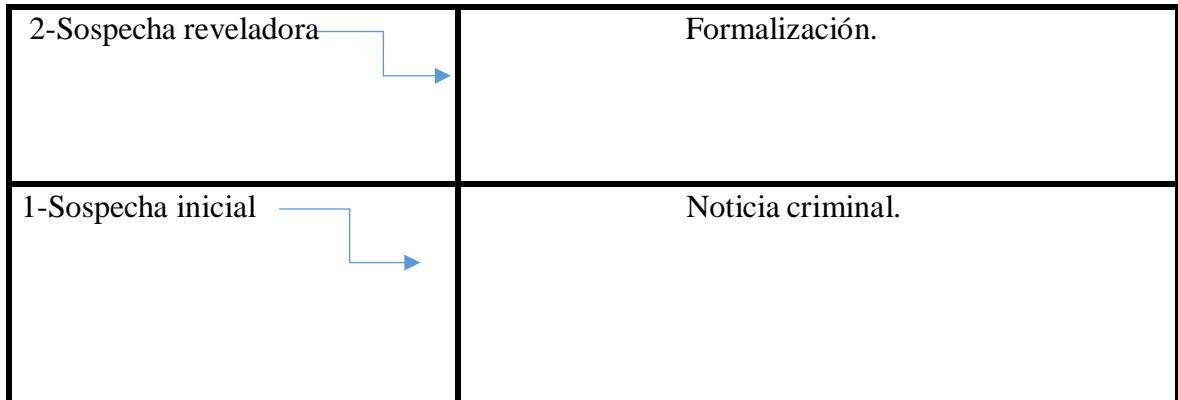 2-Sospecha reveladora
Formalización.
1-Sospecha inicial
Noticia criminal.